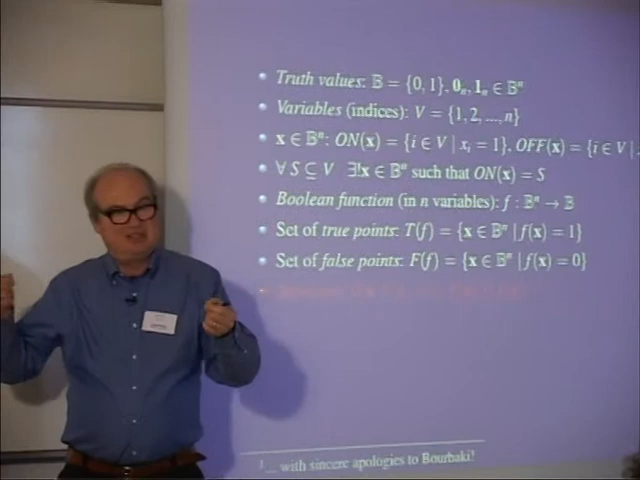 • Truth values: 𝔹 = {0, 1}, 0ₙ, 1ₙ ∈ 𝔹ⁿ
• Variables (indices): V = {1, 2, ..., n}
• x ∈ 𝔹ⁿ: ON(x) = {i ∈ V | xᵢ = 1}, OFF(x) = {i ∈ V |
• ∀ S ⊆ V ∃!x ∈ 𝔹ⁿ such that ON(x) = S
• Boolean function (in n variables): f : 𝔹ⁿ → 𝔹
• Set of true points: T(f) = {x ∈ 𝔹ⁿ | f(x) = 1}
• Set of false points: F(f) = {x ∈ 𝔹ⁿ | f(x) = 0}
1 ... with sincere apologies to Bourbaki!